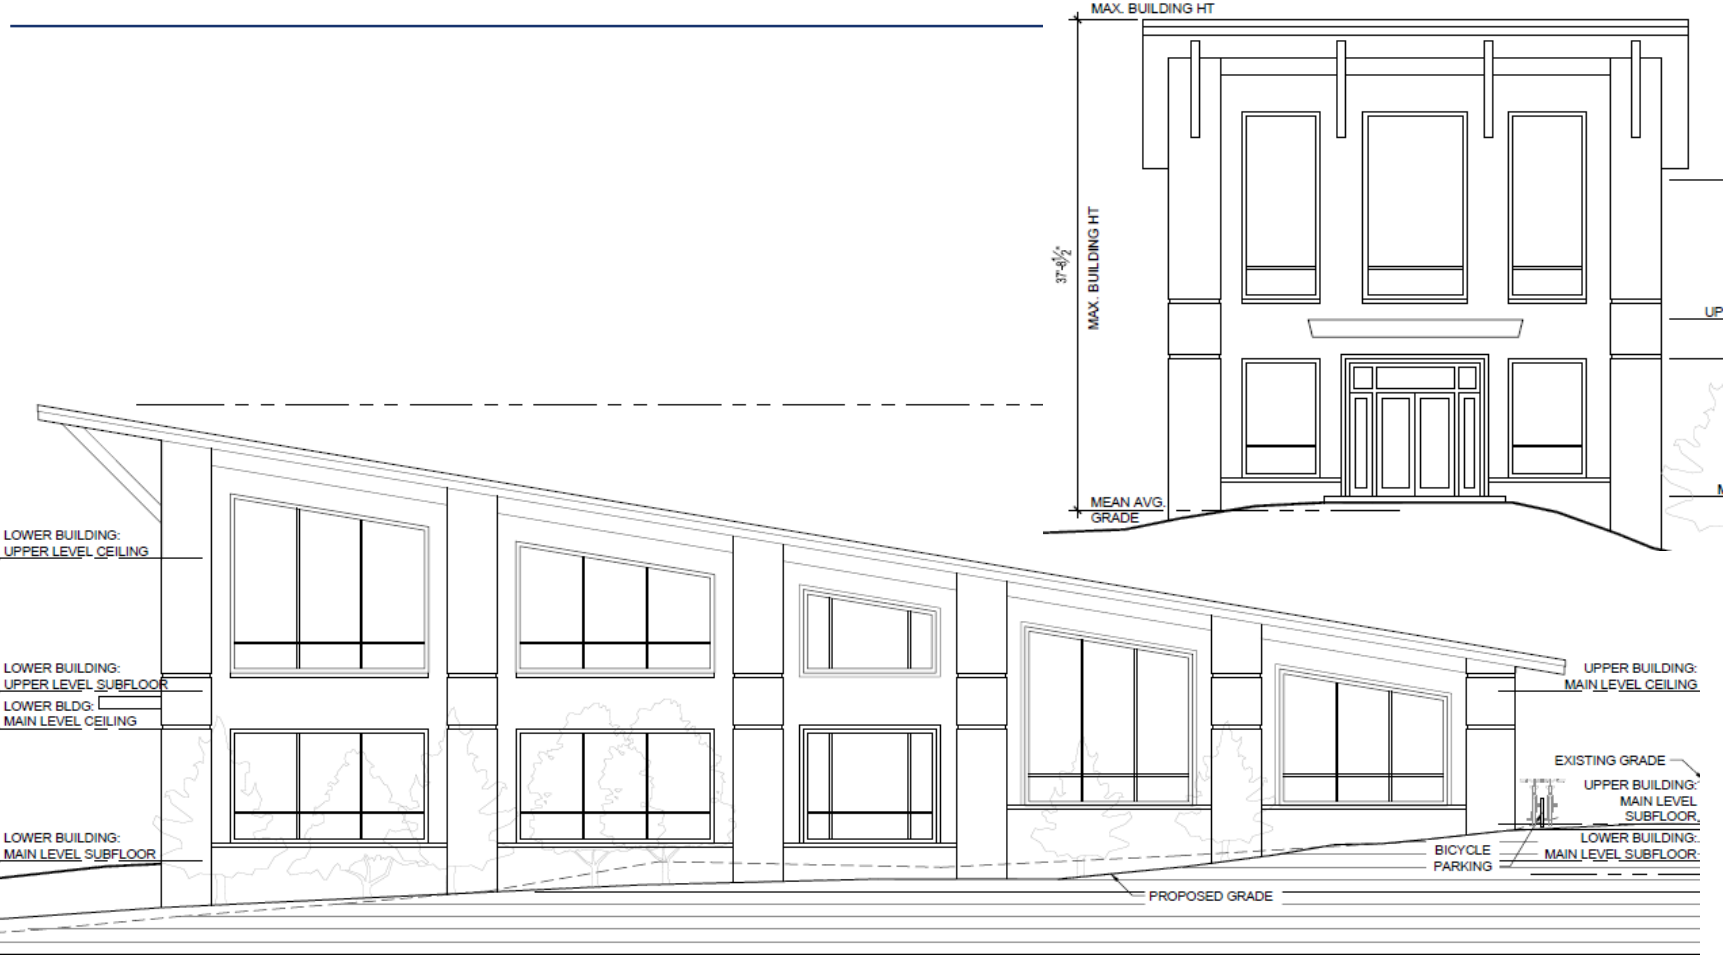 MAX. BUILDING HT
37'-8½"
MAX. BUILDING HT
MEAN AVG.
GRADE
UP
M
LOWER BUILDING:
UPPER LEVEL CEILING
LOWER BUILDING:
UPPER LEVEL SUBFLOOR
LOWER BLDG:
MAIN LEVEL CEILING
LOWER BUILDING:
MAIN LEVEL SUBFLOOR
UPPER BUILDING:
MAIN LEVEL CEILING
EXISTING GRADE
UPPER BUILDING:
MAIN LEVEL
SUBFLOOR
LOWER BUILDING:
MAIN LEVEL SUBFLOOR
BICYCLE
PARKING
PROPOSED GRADE